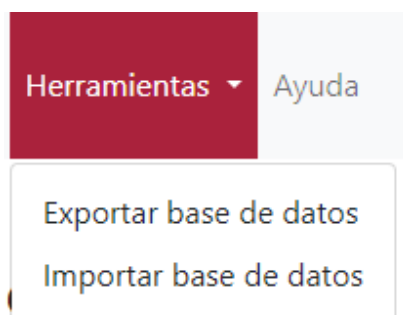 Herramientas Ayuda
Exportar base de datos
Importar base de datos